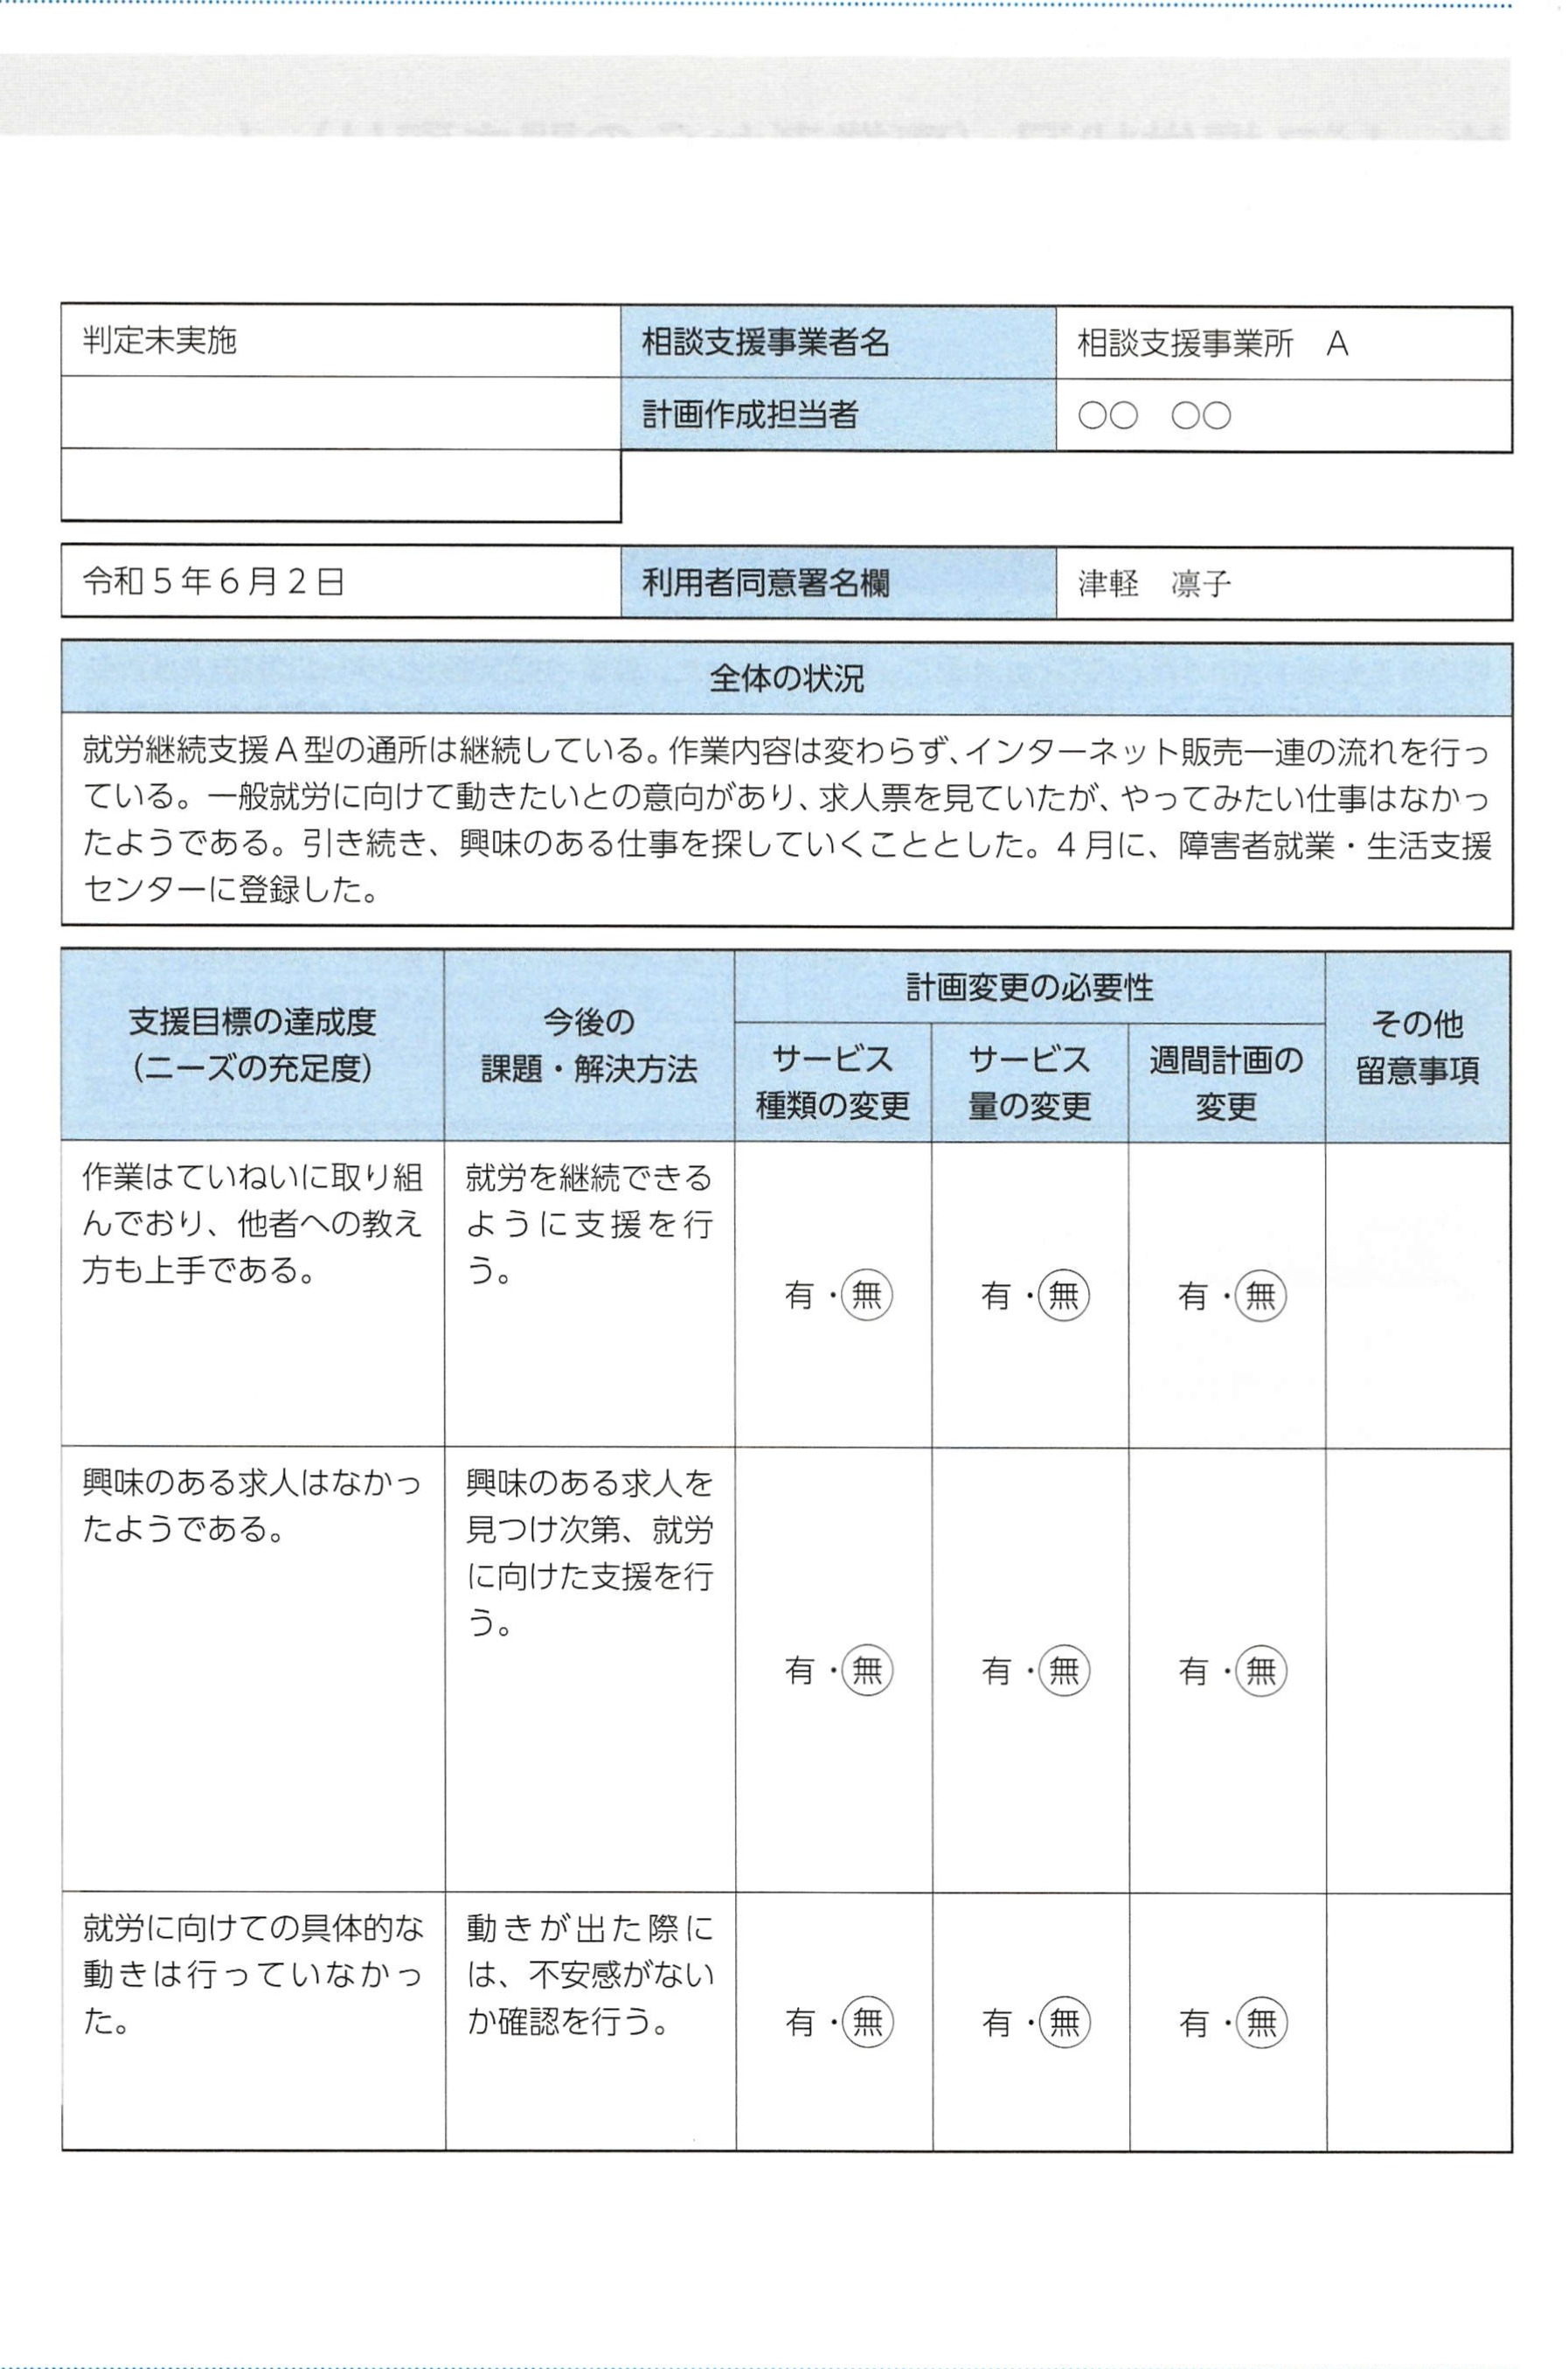 判定未実施
相談支援事業者名
相談支援事業所　A
計画作成担当者
○○　○○
令和５年６月２日
利用者同意署名欄
津軽　凛子
全体の状況
就労継続支援Ａ型の通所は継続している。作業内容は変わらず、インターネット販売一連の流れを行っ
ている。一般就労に向けて動きたいとの意向があり、求人票を見ていたが、やってみたい仕事はなかっ
たようである。引き続き、興味のある仕事を探していくこととした。４月に、障害者就業・生活支援
センターに登録した。
支援目標の達成度
（ニーズの充足度）
今後の
課題・解決方法
計画変更の必要性
サービス
種類の変更
サービス
量の変更
週間計画の
変更
その他
留意事項
作業はていねいに取り組
んでおり、他者への教え
方も上手である。
就労を継続できる
ように支援を行
う。
有・無
有・無
有・無
興味のある求人はなかっ
たようである。
興味のある求人を
見つけ次第、就労
に向けた支援を行
う。
有・無
有・無
有・無
就労に向けての具体的な
動きは行っていなかっ
た。
動きが出た際に
は、不安感がない
か確認を行う。
有・無
有・無
有・無